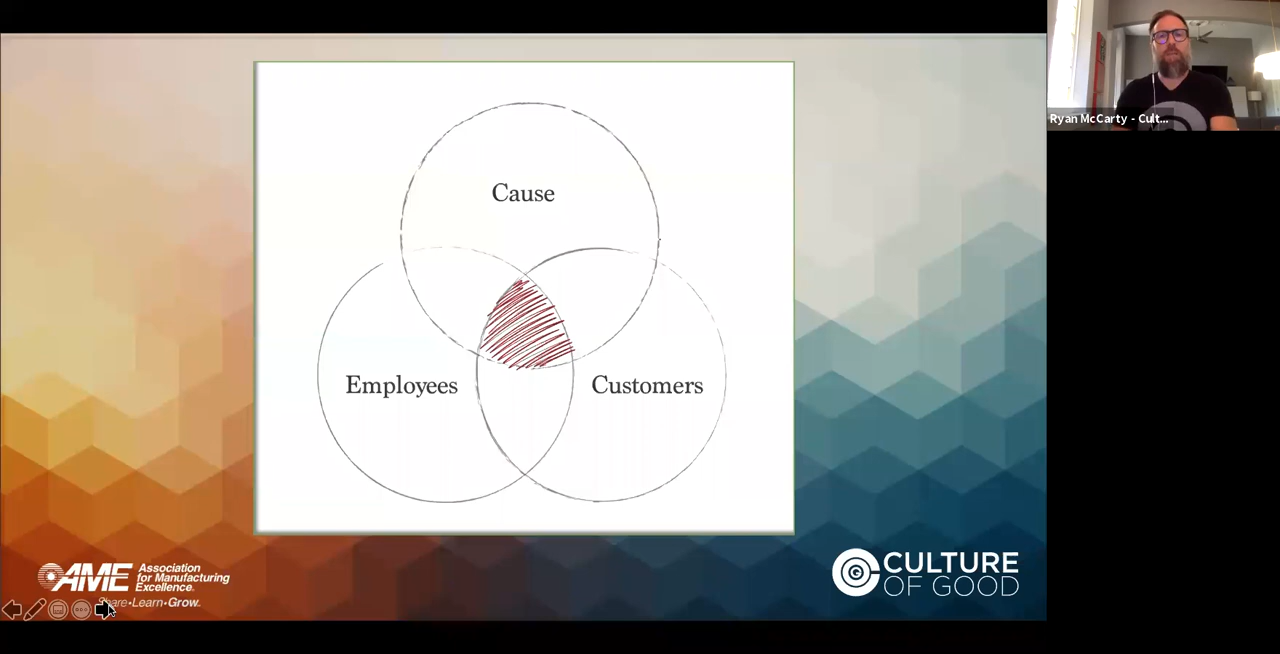 Cause
Employees
Customers
AME
Association
for Manufacturing
Excellence.
Share•Learn•Grow.
CULTURE
OF GOOD
Ryan McCarty - Cult...